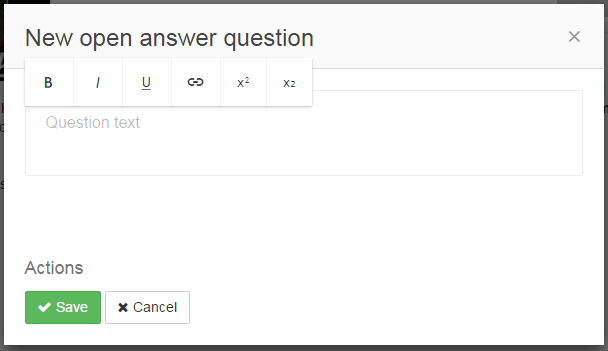 New open answer question
×
B I U x² x₂
Question text
Actions
Save Cancel